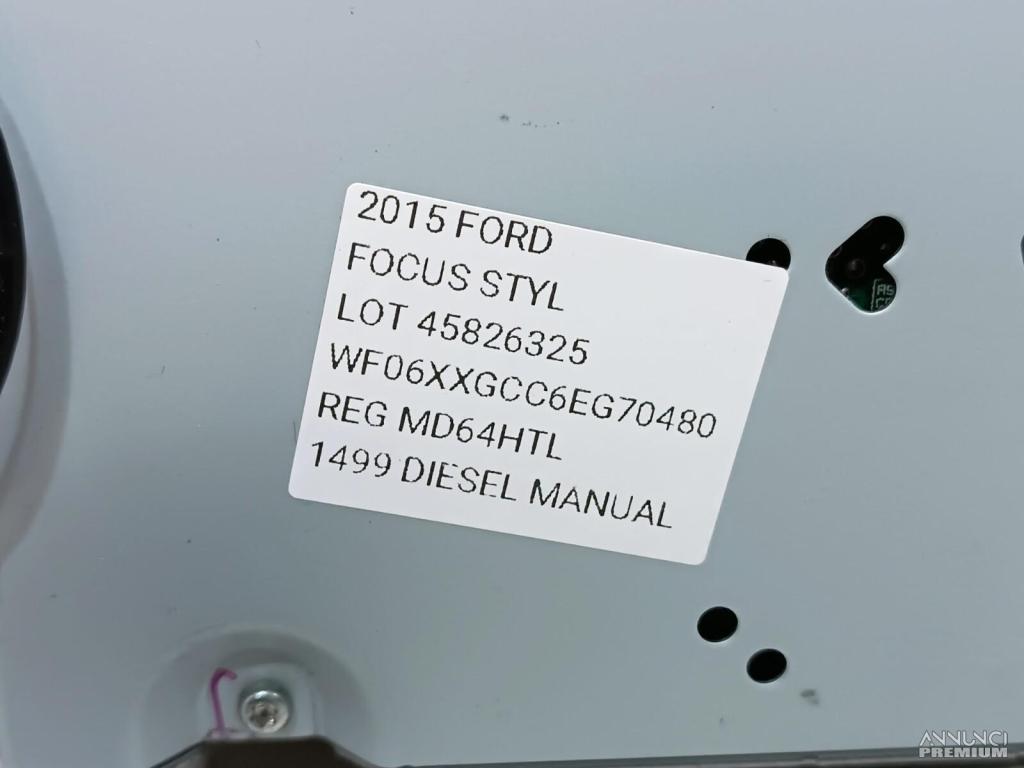 2015 FORD
FOCUS STYL
LOT 45826325
WF06XXGCC6EG70480
REG MD64HTL
1499 DIESEL MANUAL
ANNUNCI
PREMIUM